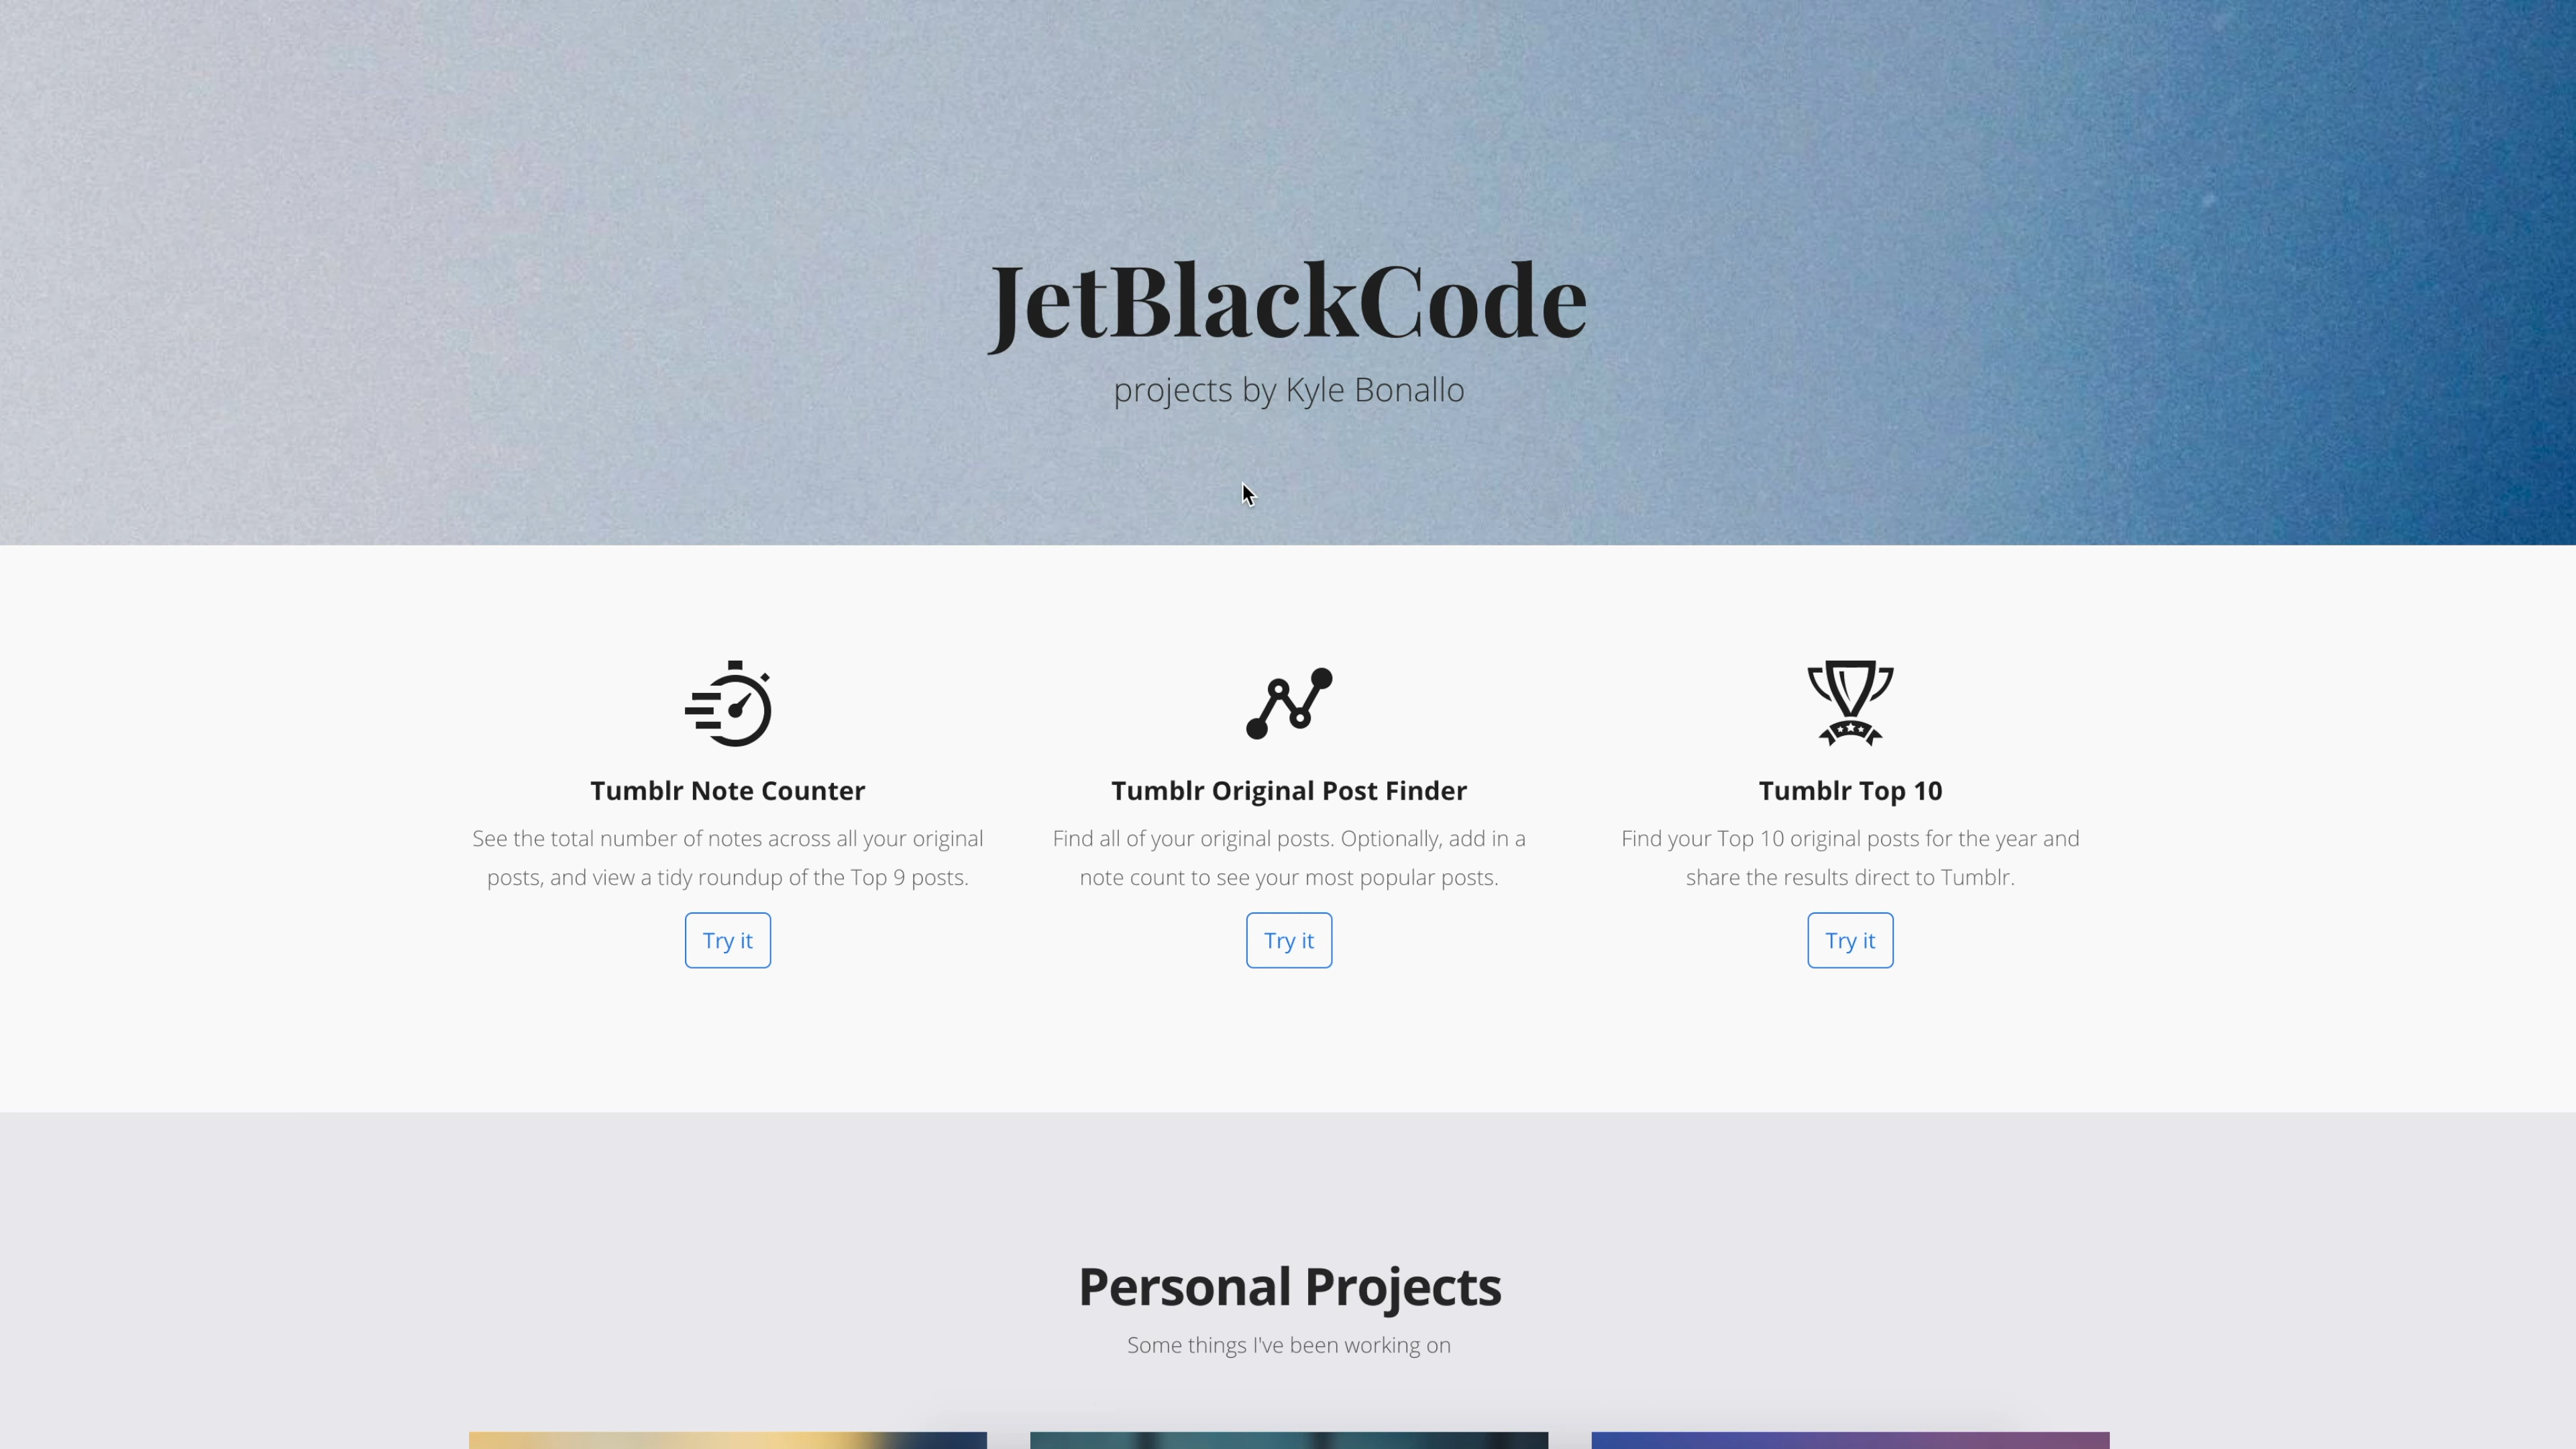 JetBlackCode
projects by Kyle Bonallo
Tumblr Note Counter
See the total number of notes across all your original
posts, and view a tidy roundup of the Top 9 posts.
Try it
Tumblr Original Post Finder
Find all of your original posts. Optionally, add in a
note count to see your most popular posts.
Try it
Tumblr Top 10
Find your Top 10 original posts for the year and
share the results direct to Tumblr.
Try it
Personal Projects
Some things I've been working on